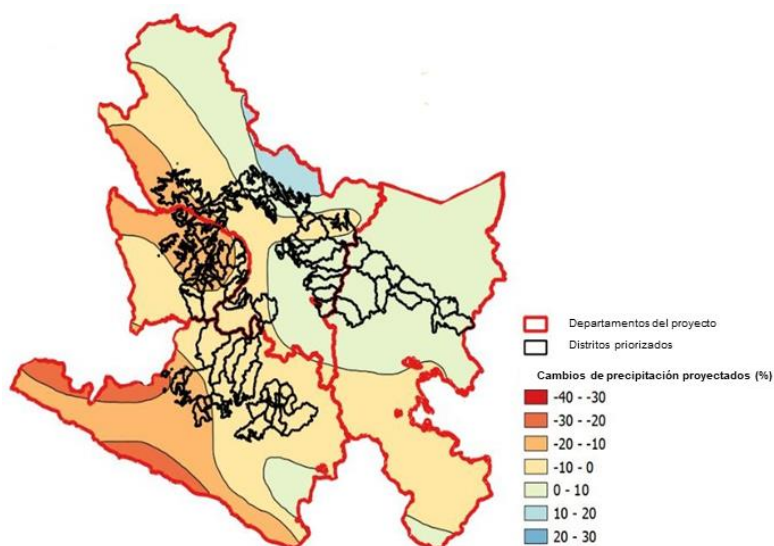 Departamentos del proyecto
Distritos priorizados
Cambios de precipitación proyectados (%)
-40 - -30
-30 - -20
-20 - -10
-10 - 0
0 - 10
10 - 20
20 - 30